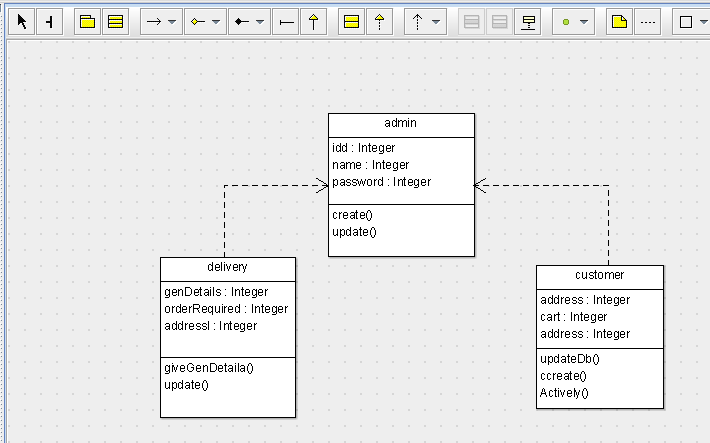 admin
idd : Integer
name : Integer
password : Integer
create()
update()
delivery
genDetails : Integer
orderRequired : Integer
addressl : Integer
giveGenDetaila()
update()
customer
address : Integer
cart : Integer
address : Integer
updateDb()
ccreate()
Actively()